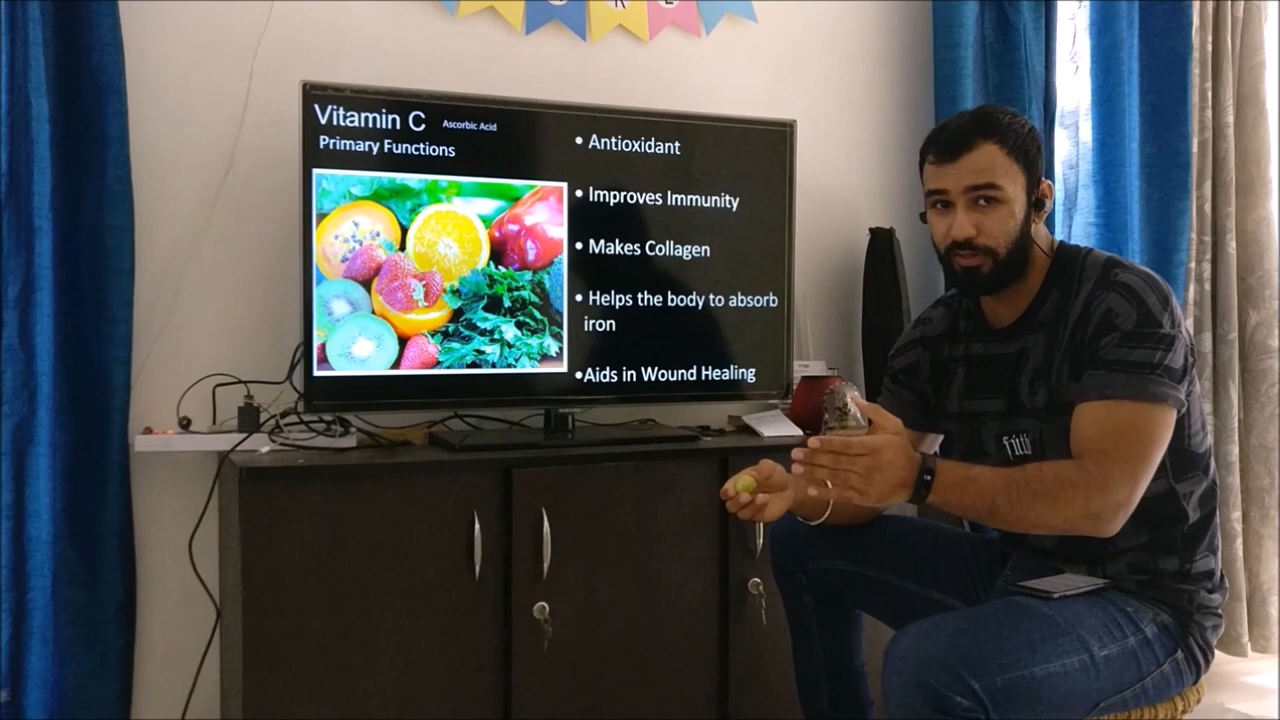 Vitamin C Ascorbic Acid
Primary Functions
• Antioxidant
• Improves Immunity
• Makes Collagen
• Helps the body to absorb
iron
•Aids in Wound Healing